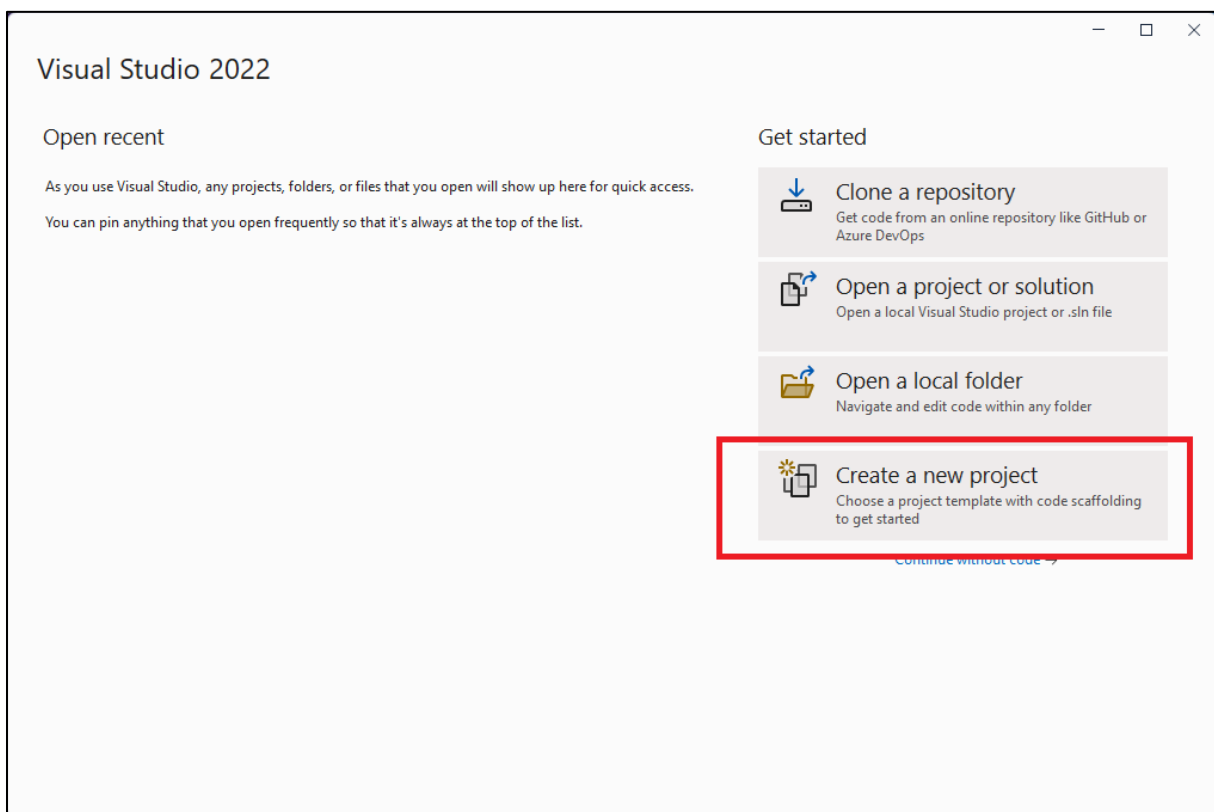 Visual Studio 2022
Open recent
As you use Visual Studio, any projects, folders, or files that you open will show up here for quick access.
You can pin anything that you open frequently so that it's always at the top of the list.
Get started
Clone a repository
Get code from an online repository like GitHub or
Azure DevOps
Open a project or solution
Open a local Visual Studio project or .sln file
Open a local folder
Navigate and edit code within any folder
Create a new project
Choose a project template with code scaffolding
to get started
Continue without code →